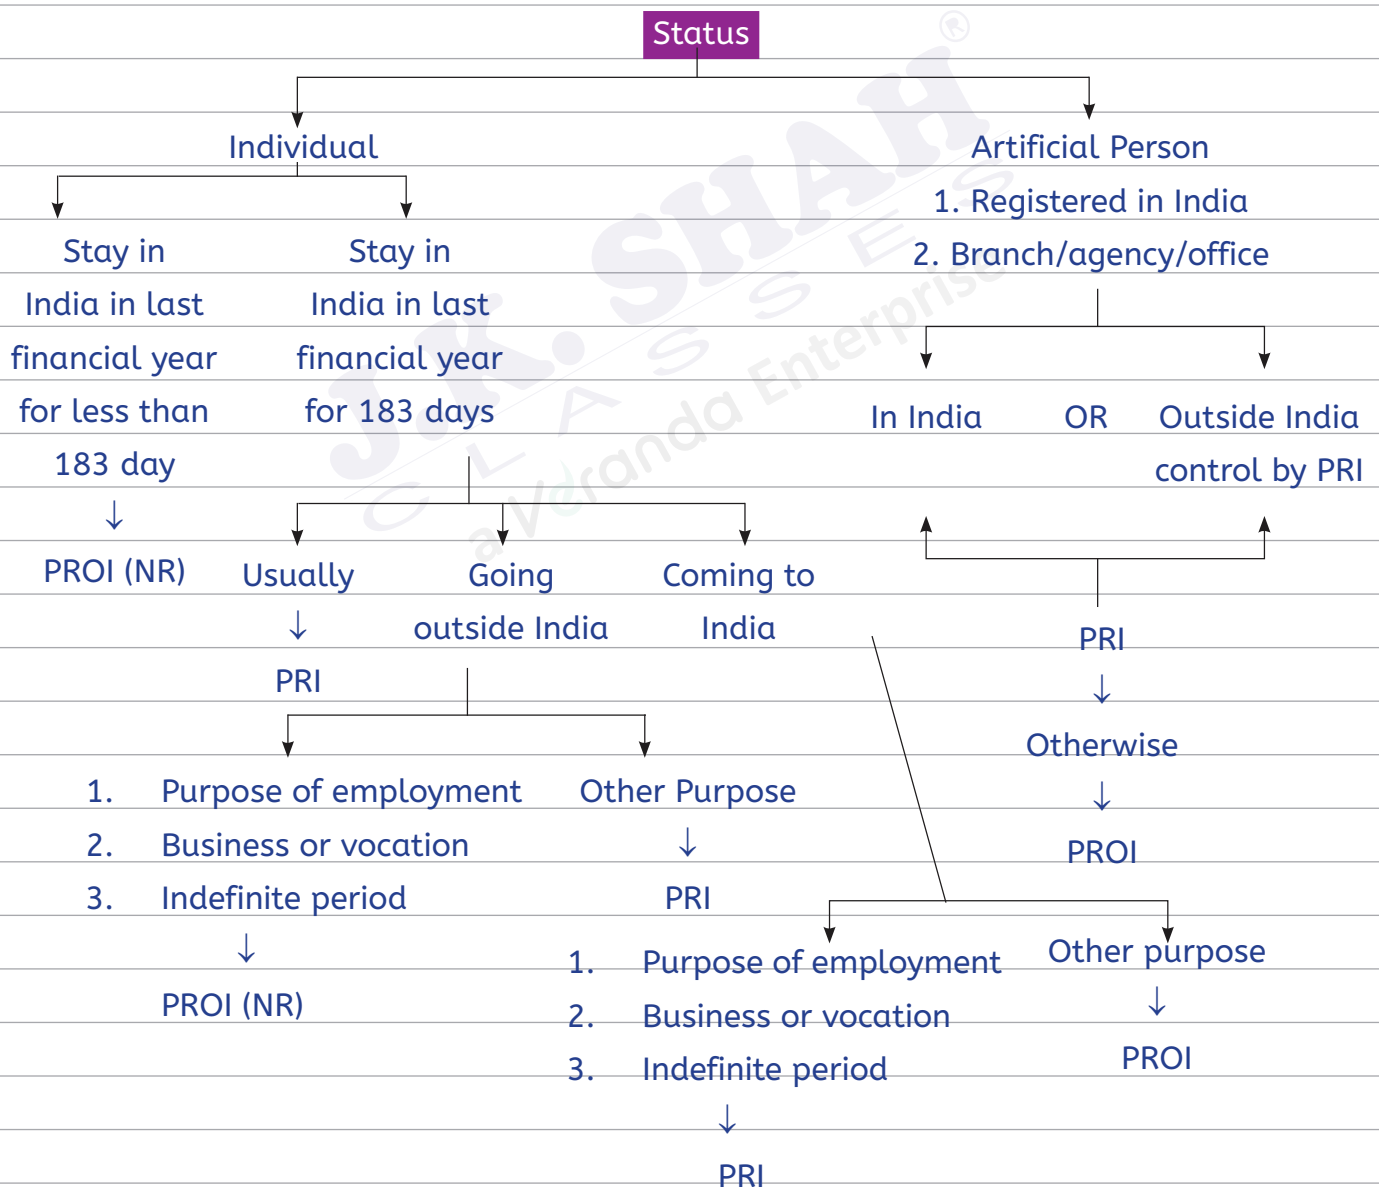 Status
Individual
Artificial Person
1. Registered in India
2. Branch/agency/office
Stay in
India in last
financial year
for less than
183 day
↓
PROI (NR)
Stay in
India in last
financial year
for 183 days
In India OR Outside India
control by PRI
Usually
↓
PRI
Going
outside India
Coming to
India
PRI
↓
Otherwise
↓
PROI
1. Purpose of employment
2. Business or vocation
3. Indefinite period
↓
PROI (NR)
Other Purpose
↓
PRI
1. Purpose of employment
2. Business or vocation
3. Indefinite period
↓
PRI
Other purpose
↓
PROI
J.K. SHAH ®
CLASSES
a Veranda Enterprise